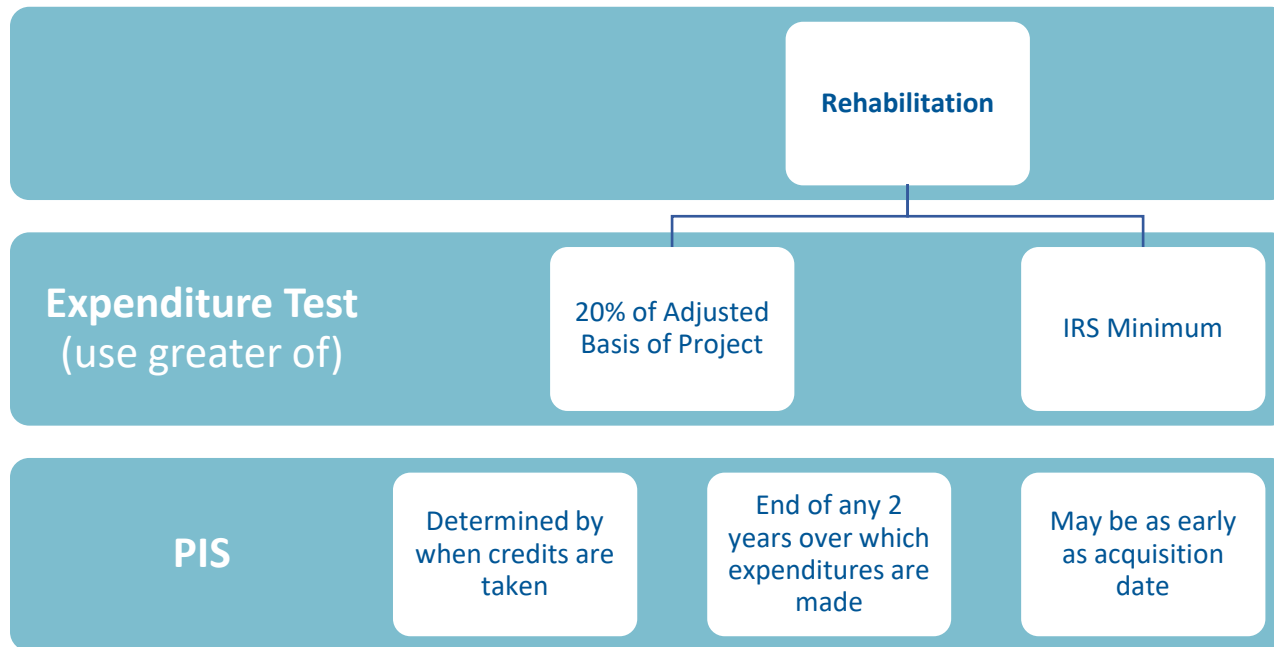 Rehabilitation
Expenditure Test
(use greater of)
20% of Adjusted
Basis of Project
IRS Minimum
PIS
Determined by
when credits are
taken
End of any 2
years over which
expenditures are
made
May be as early
as acquisition
date